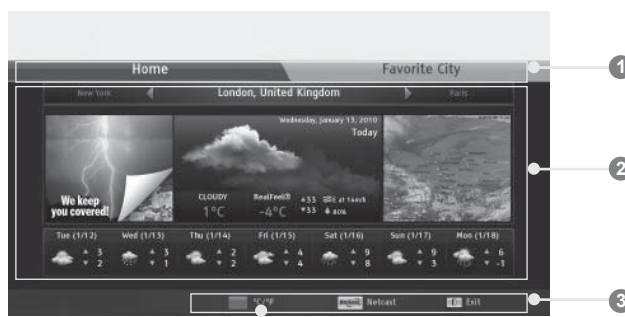 Home Favorite City 1
New York London, United Kingdom Paris
Wednesday, January 13, 2010
Today
We keep
you covered!
CLOUDY RealFeel®
1°C -4°C
80%
2
Tue (1/12) Wed (1/13) Thu (1/14) Fri (1/15) Sat (1/16) Sun (1/17) Mon (1/18)
3 3 2 4 9 9 6
2 1 2 4 8 3 -1
°C/°F Netcast Exit 3